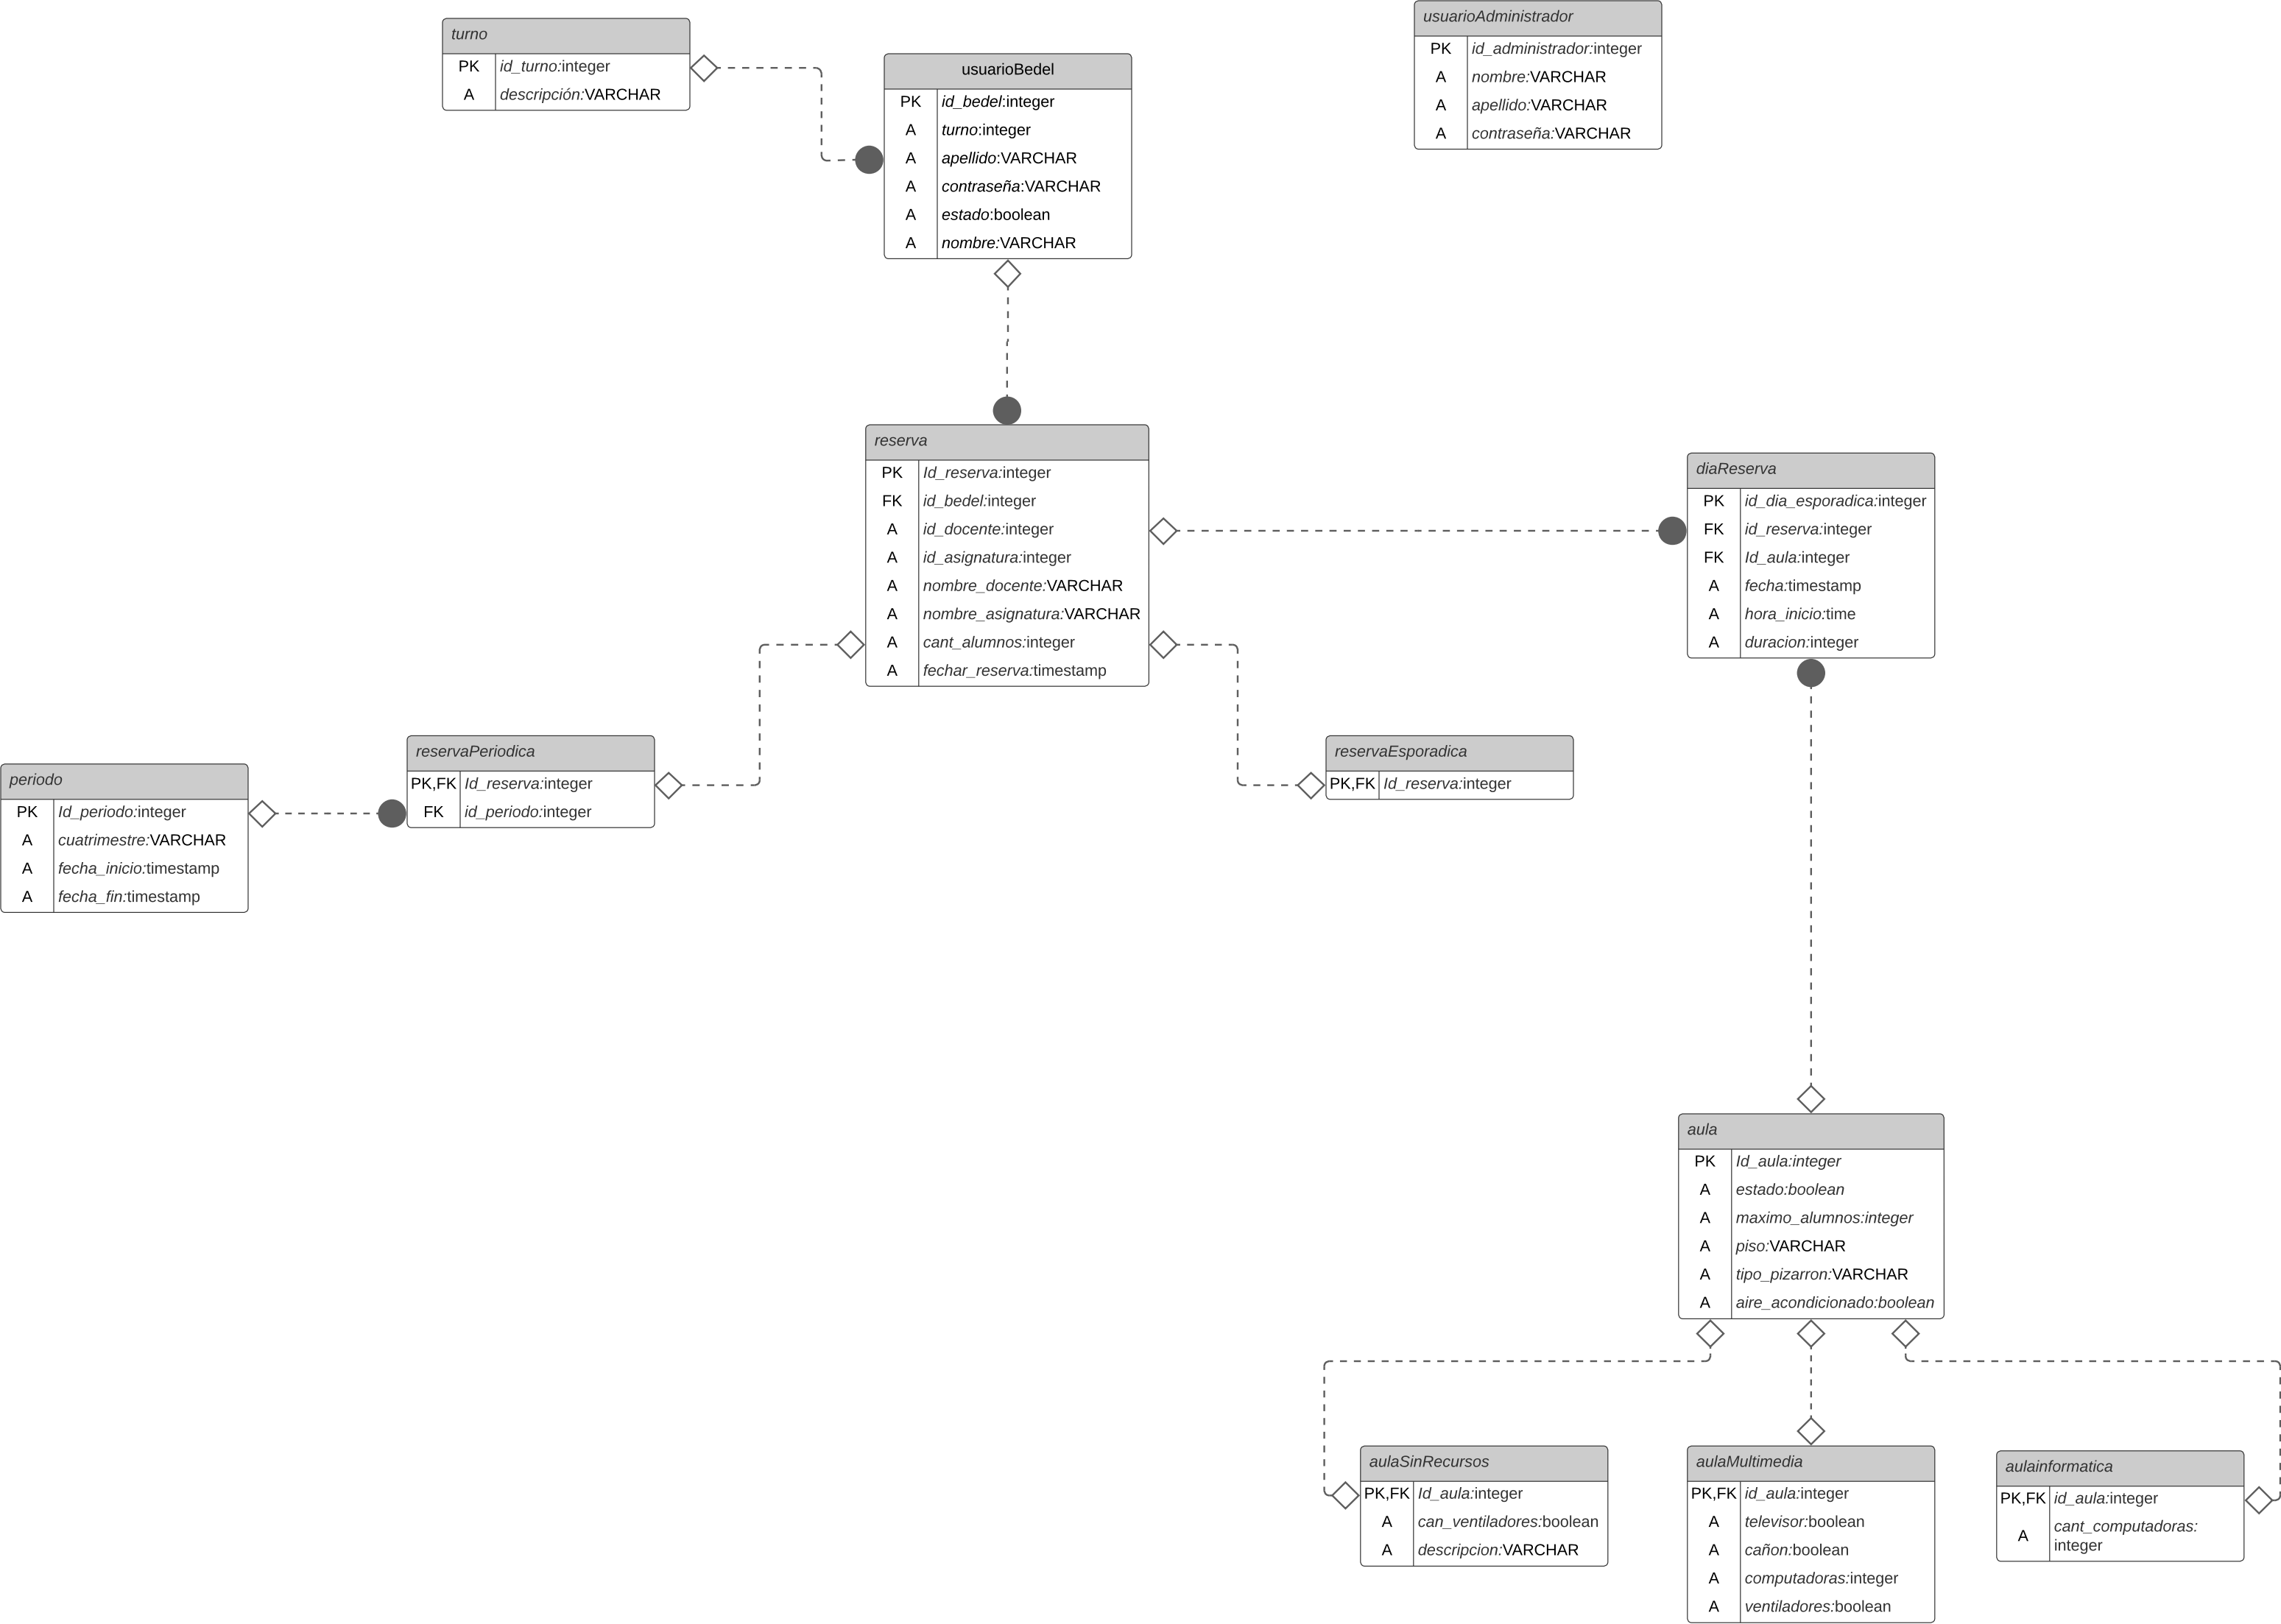 turno
PK id_turno:integer
A descripción:VARCHAR
usuarioBedel
PK id_bedel:integer
A turno:integer
A apellido:VARCHAR
A contraseña:VARCHAR
A estado:boolean
A nombre:VARCHAR
usuarioAdministrador
PK id_administrador:integer
A nombre:VARCHAR
A apellido:VARCHAR
A contraseña:VARCHAR
reserva
PK Id_reserva:integer
FK id_bedel:integer
A id_docente:integer
A id_asignatura:integer
A nombre_docente:VARCHAR
A nombre_asignatura:VARCHAR
A cant_alumnos:integer
A fechar_reserva:timestamp
diaReserva
PK id_dia_esporadica:integer
FK id_reserva:integer
FK Id_aula:integer
A fecha:timestamp
A hora_inicio:time
A duracion:integer
periodo
PK Id_periodo:integer
A cuatrimestre:VARCHAR
A fecha_inicio:timestamp
A fecha_fin:timestamp
reservaPeriodica
PK,FK Id_reserva:integer
FK id_periodo:integer
reservaEsporadica
PK,FK Id_reserva:integer
aula
PK Id_aula:integer
A estado:boolean
A maximo_alumnos:integer
A piso:VARCHAR
A tipo_pizarron:VARCHAR
A aire_acondicionado:boolean
aulaSinRecursos
PK,FK Id_aula:integer
A can_ventiladores:boolean
A descripcion:VARCHAR
aulaMultimedia
PK,FK id_aula:integer
A televisor:boolean
A cañon:boolean
A computadoras:integer
A ventiladores:boolean
aulainformatica
PK,FK id_aula:integer
A cant_computadoras:
integer